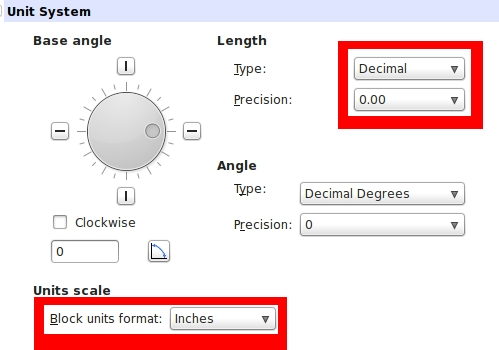 Unit System
Base angle
Clockwise
0
Length
Type: Decimal
Precision: 0.00
Angle
Type: Decimal Degrees
Precision: 0
Units scale
Block units format: Inches